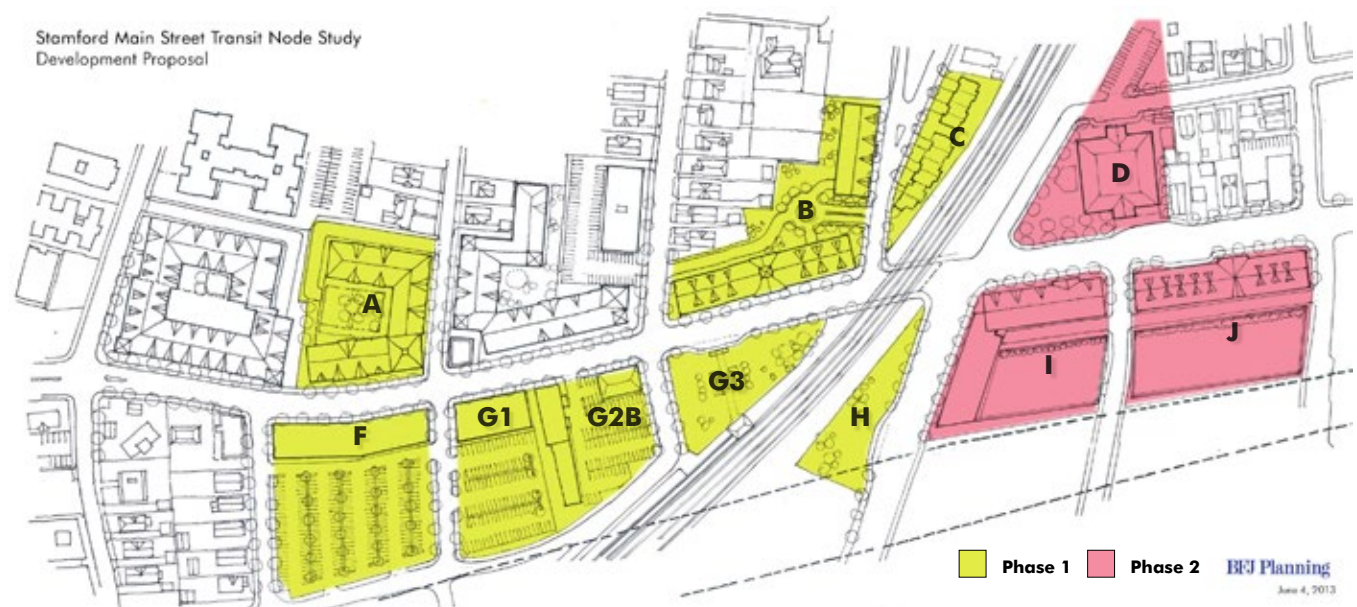 Stamford Main Street Transit Node Study
Development Proposal
C
D
B
A
J
G3
I
G1
G2B
H
F
Phase 1
Phase 2
BFJ Planning
June 4, 2013